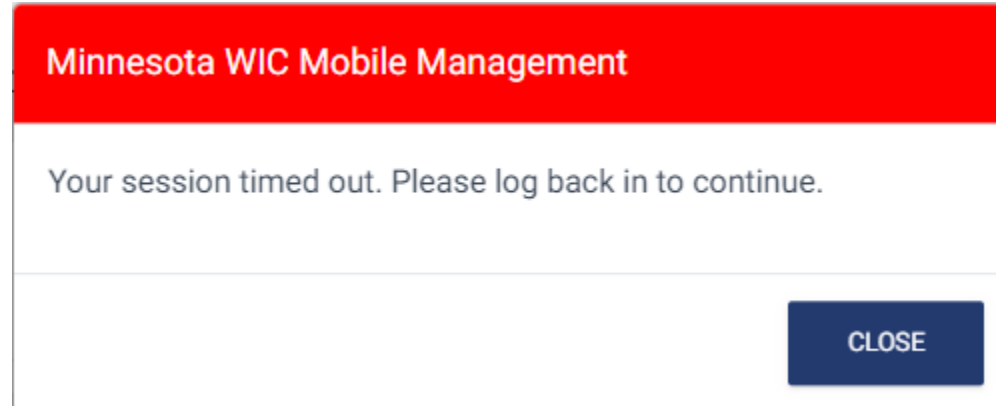 Minnesota WIC Mobile Management
Your session timed out. Please log back in to continue.
CLOSE